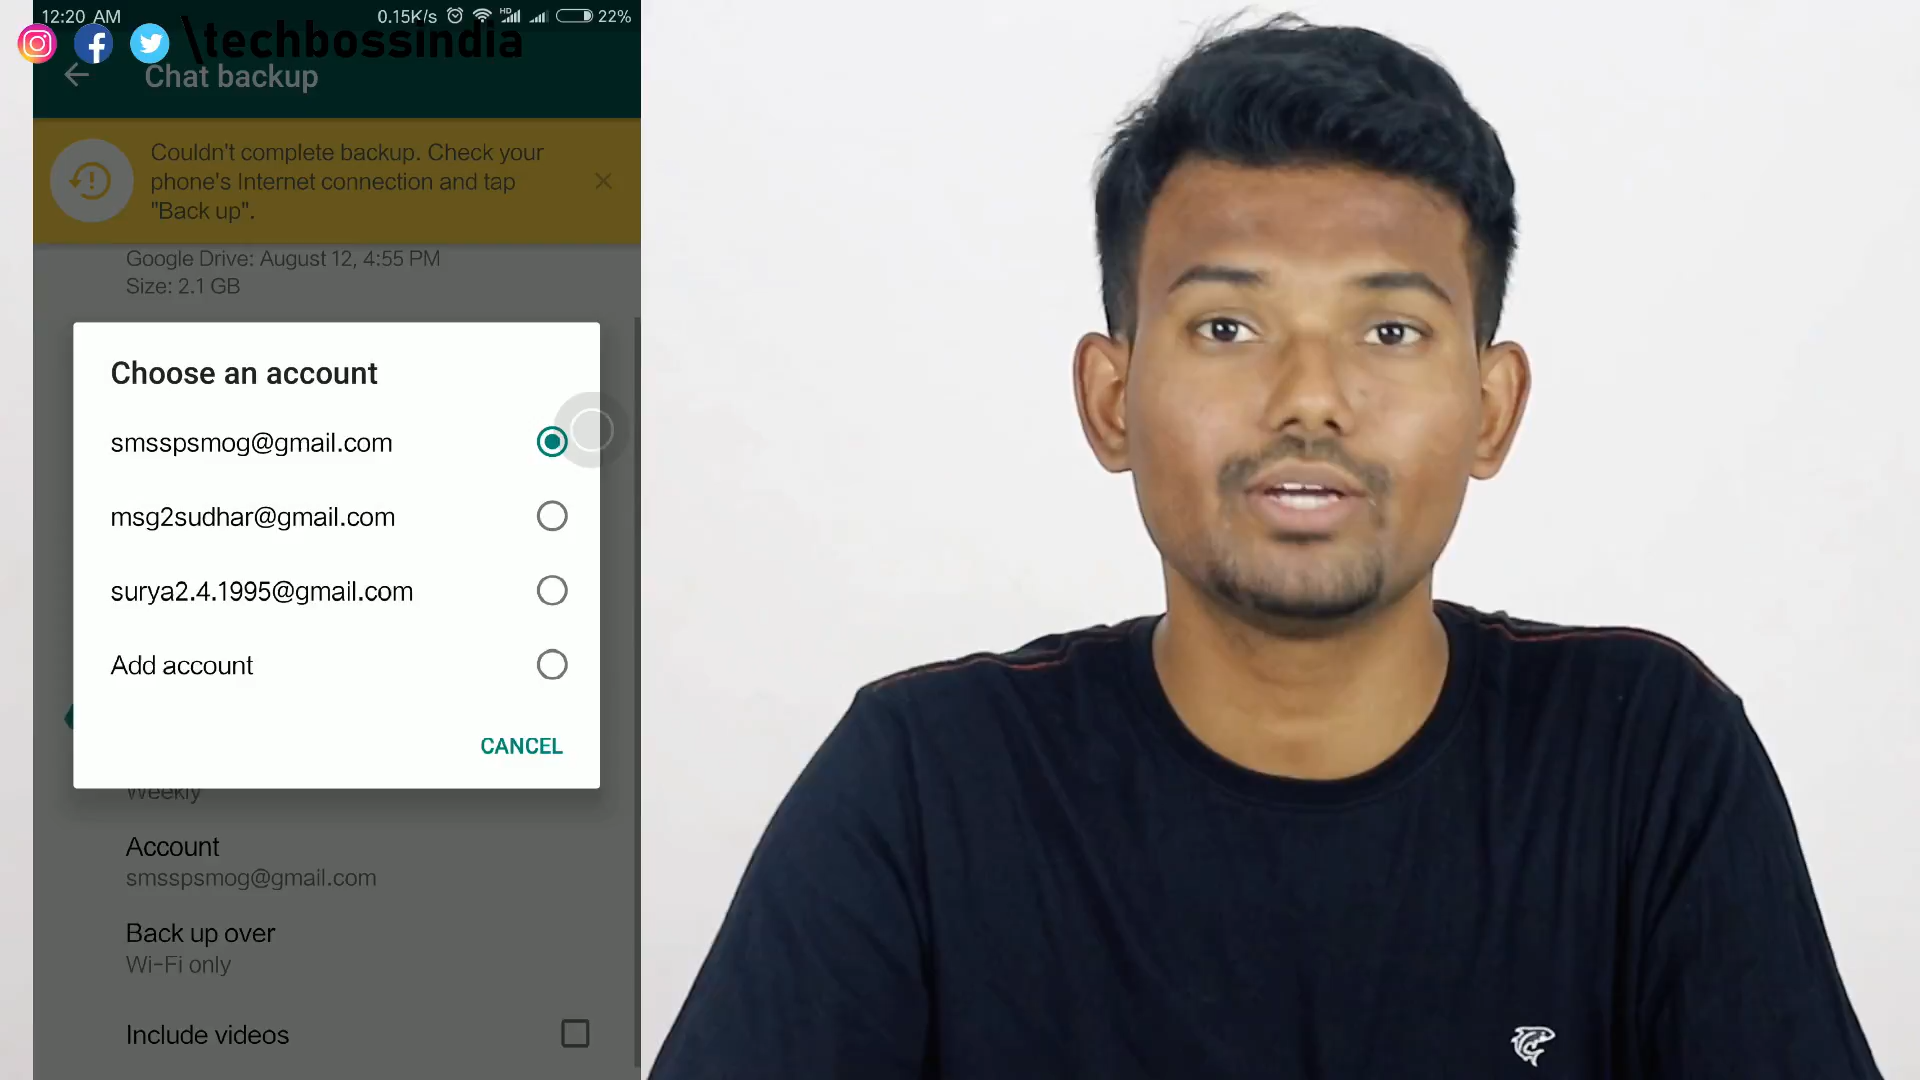 12:20 AM 0.15K/s HD 22%
\techbossindia
Chat backup
Couldn't complete backup. Check your
phone's Internet connection and tap
"Back up".
Google Drive: August 12, 4:55 PM
Size: 2.1 GB
Choose an account
smsspsmog@gmail.com
msg2sudhar@gmail.com
surya2.4.1995@gmail.com
Add account
CANCEL
Weekly
Account
smsspsmog@gmail.com
Back up over
Wi-Fi only
Include videos